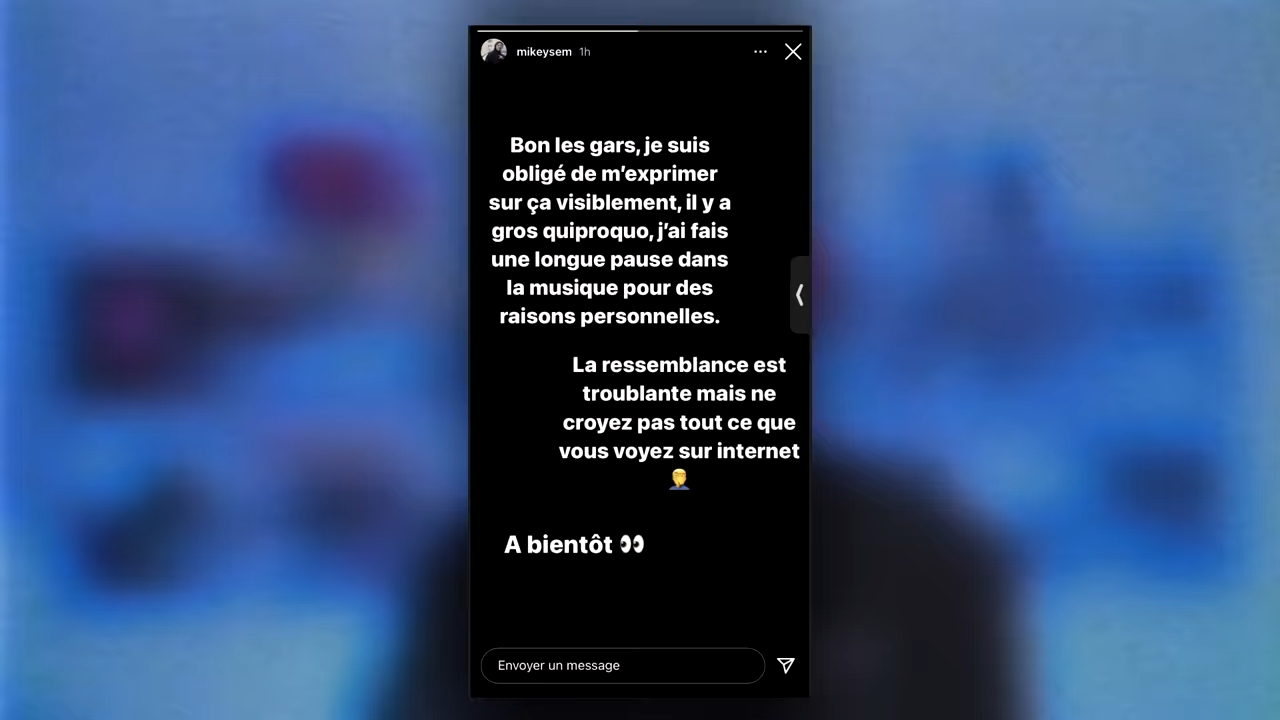 mikeysem 1h
Bon les gars, je suis
obligé de m'exprimer
sur ça visiblement, il y a
gros quiproquo, j'ai fais
une longue pause dans
la musique pour des
raisons personnelles.
La ressemblance est
troublante mais ne
croyez pas tout ce que
vous voyez sur internet
🤦
A bientôt 👀
Envoyer un message